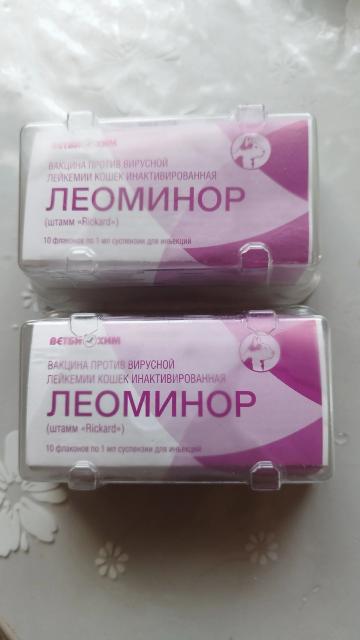 ВЕТБИОХИМ
ВАКЦИНА ПРОТИВ ВИРУСНОЙ
ЛЕЙКЕМИИ КОШЕК ИНАКТИВИРОВАННАЯ
ЛЕОМИНОР
(штамм «Rickard»)
10 флаконов по 1 мл суспензии для инъекций
ВЕТБИОХИМ
ВАКЦИНА ПРОТИВ ВИРУСНОЙ
ЛЕЙКЕМИИ КОШЕК ИНАКТИВИРОВАННАЯ
ЛЕОМИНОР
(штамм «Rickard»)
10 флаконов по 1 мл суспензии для инъекций